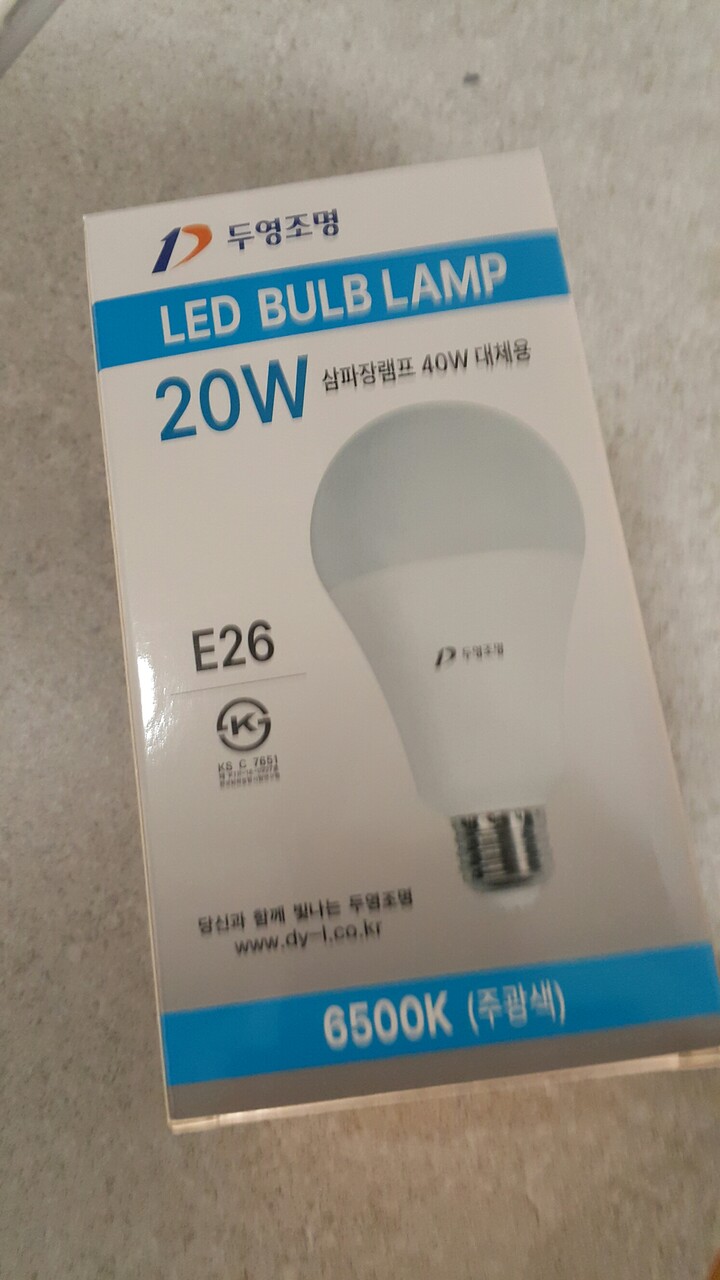 두영조명
LED BULB LAMP
20W 삼파장램프 40W 대체용
E26
두영조명
KS C 7651
당신과 함께 빛나는 두영조명
www.dy-l.co.kr
6500K (주광색)